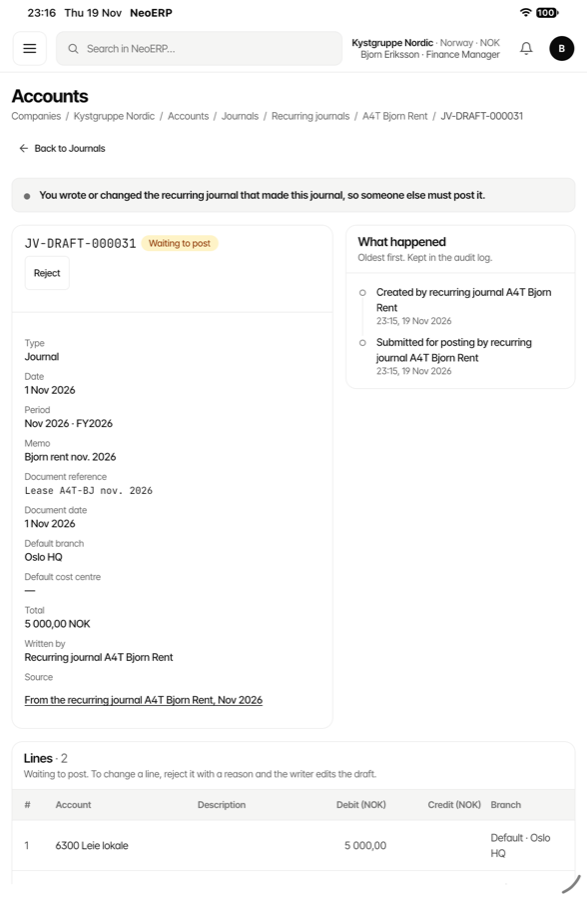 23:16 Thu 19 Nov NeoERP
100
Search in NeoERP...
Kystgruppe Nordic · Norway · NOK
Bjorn Eriksson · Finance Manager
B
Accounts
Companies / Kystgruppe Nordic / Accounts / Journals / Recurring journals / A4T Bjorn Rent / JV-DRAFT-000031
Back to Journals
You wrote or changed the recurring journal that made this journal, so someone else must post it.
JV-DRAFT-000031 Waiting to post
Reject
Type
Journal
Date
1 Nov 2026
Period
Nov 2026 · FY2026
Memo
Bjorn rent nov. 2026
Document reference
Lease A4T-BJ nov. 2026
Document date
1 Nov 2026
Default branch
Oslo HQ
Default cost centre
—
Total
5 000,00 NOK
Written by
Recurring journal A4T Bjorn Rent
Source
From the recurring journal A4T Bjorn Rent, Nov 2026
What happened
Oldest first. Kept in the audit log.
Created by recurring journal A4T Bjorn
Rent
23:15, 19 Nov 2026
Submitted for posting by recurring
journal A4T Bjorn Rent
23:15, 19 Nov 2026
Lines · 2
Waiting to post. To change a line, reject it with a reason and the writer edits the draft.
# Account Description Debit (NOK) Credit (NOK) Branch
1 6300 Leie lokale 5 000,00 Default · Oslo
HQ